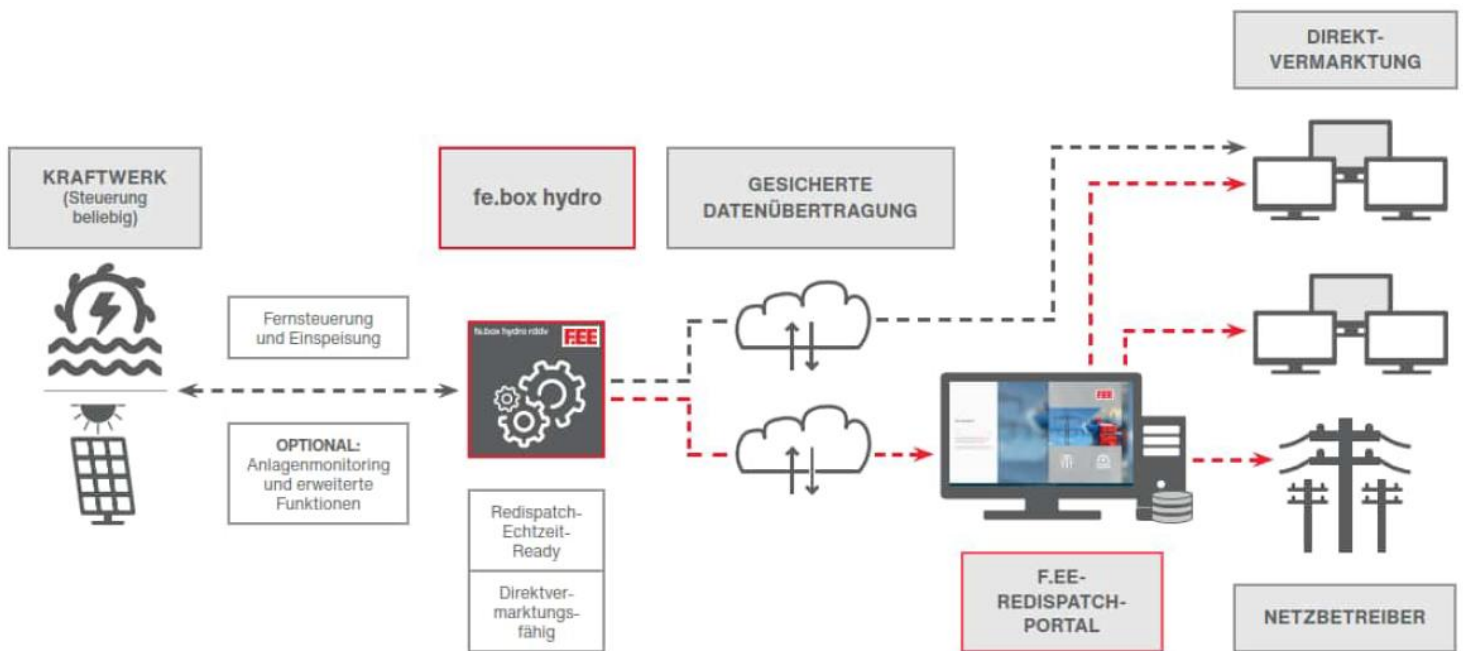 DIREKT-
VERMARKTUNG
KRAFTWERK
(Steuerung
beliebig)
fe.box hydro
GESICHERTE
DATENÜBERTRAGUNG
Fernsteuerung
und Einspeisung
fe.box hydro rddv
F.EE
OPTIONAL:
Anlagenmonitoring
und erweiterte
Funktionen
Redispatch-
Echtzeit-
Ready
Direktver-
marktungs-
fähig
F.EE
F.EE-
REDISPATCH-
PORTAL
NETZBETREIBER